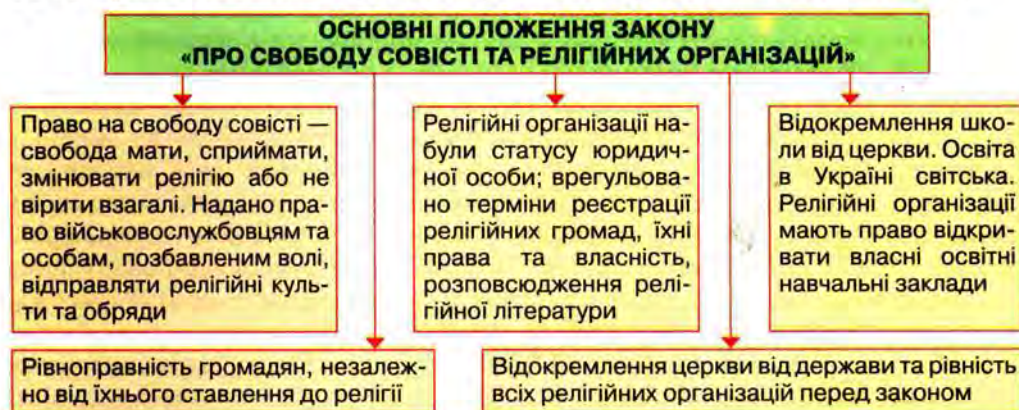 ОСНОВНІ ПОЛОЖЕННЯ ЗАКОНУ
«ПРО СВОБОДУ СОВІСТІ ТА РЕЛІГІЙНИХ ОРГАНІЗАЦІЙ»
Право на свободу совісті —
свобода мати, сприймати,
змінювати релігію або не
вірити взагалі. Надано пра-
во військовослужбовцям та
особам, позбавленим волі,
відправляти релігійні куль-
ти та обряди
Релігійні організації на-
були статусу юридич-
ної особи; врегульова-
но терміни реєстрації
релігійних громад, їхні
права та власність,
розповсюдження релі-
гійної літератури
Відокремлення шко-
ли від церкви. Освіта
в Україні світська.
Релігійні організації
мають право відкри-
вати власні освітні
навчальні заклади
Рівноправність громадян, незалеж-
но від їхнього ставлення до релігії
Відокремлення церкви від держави та рівність
всіх релігійних організацій перед законом